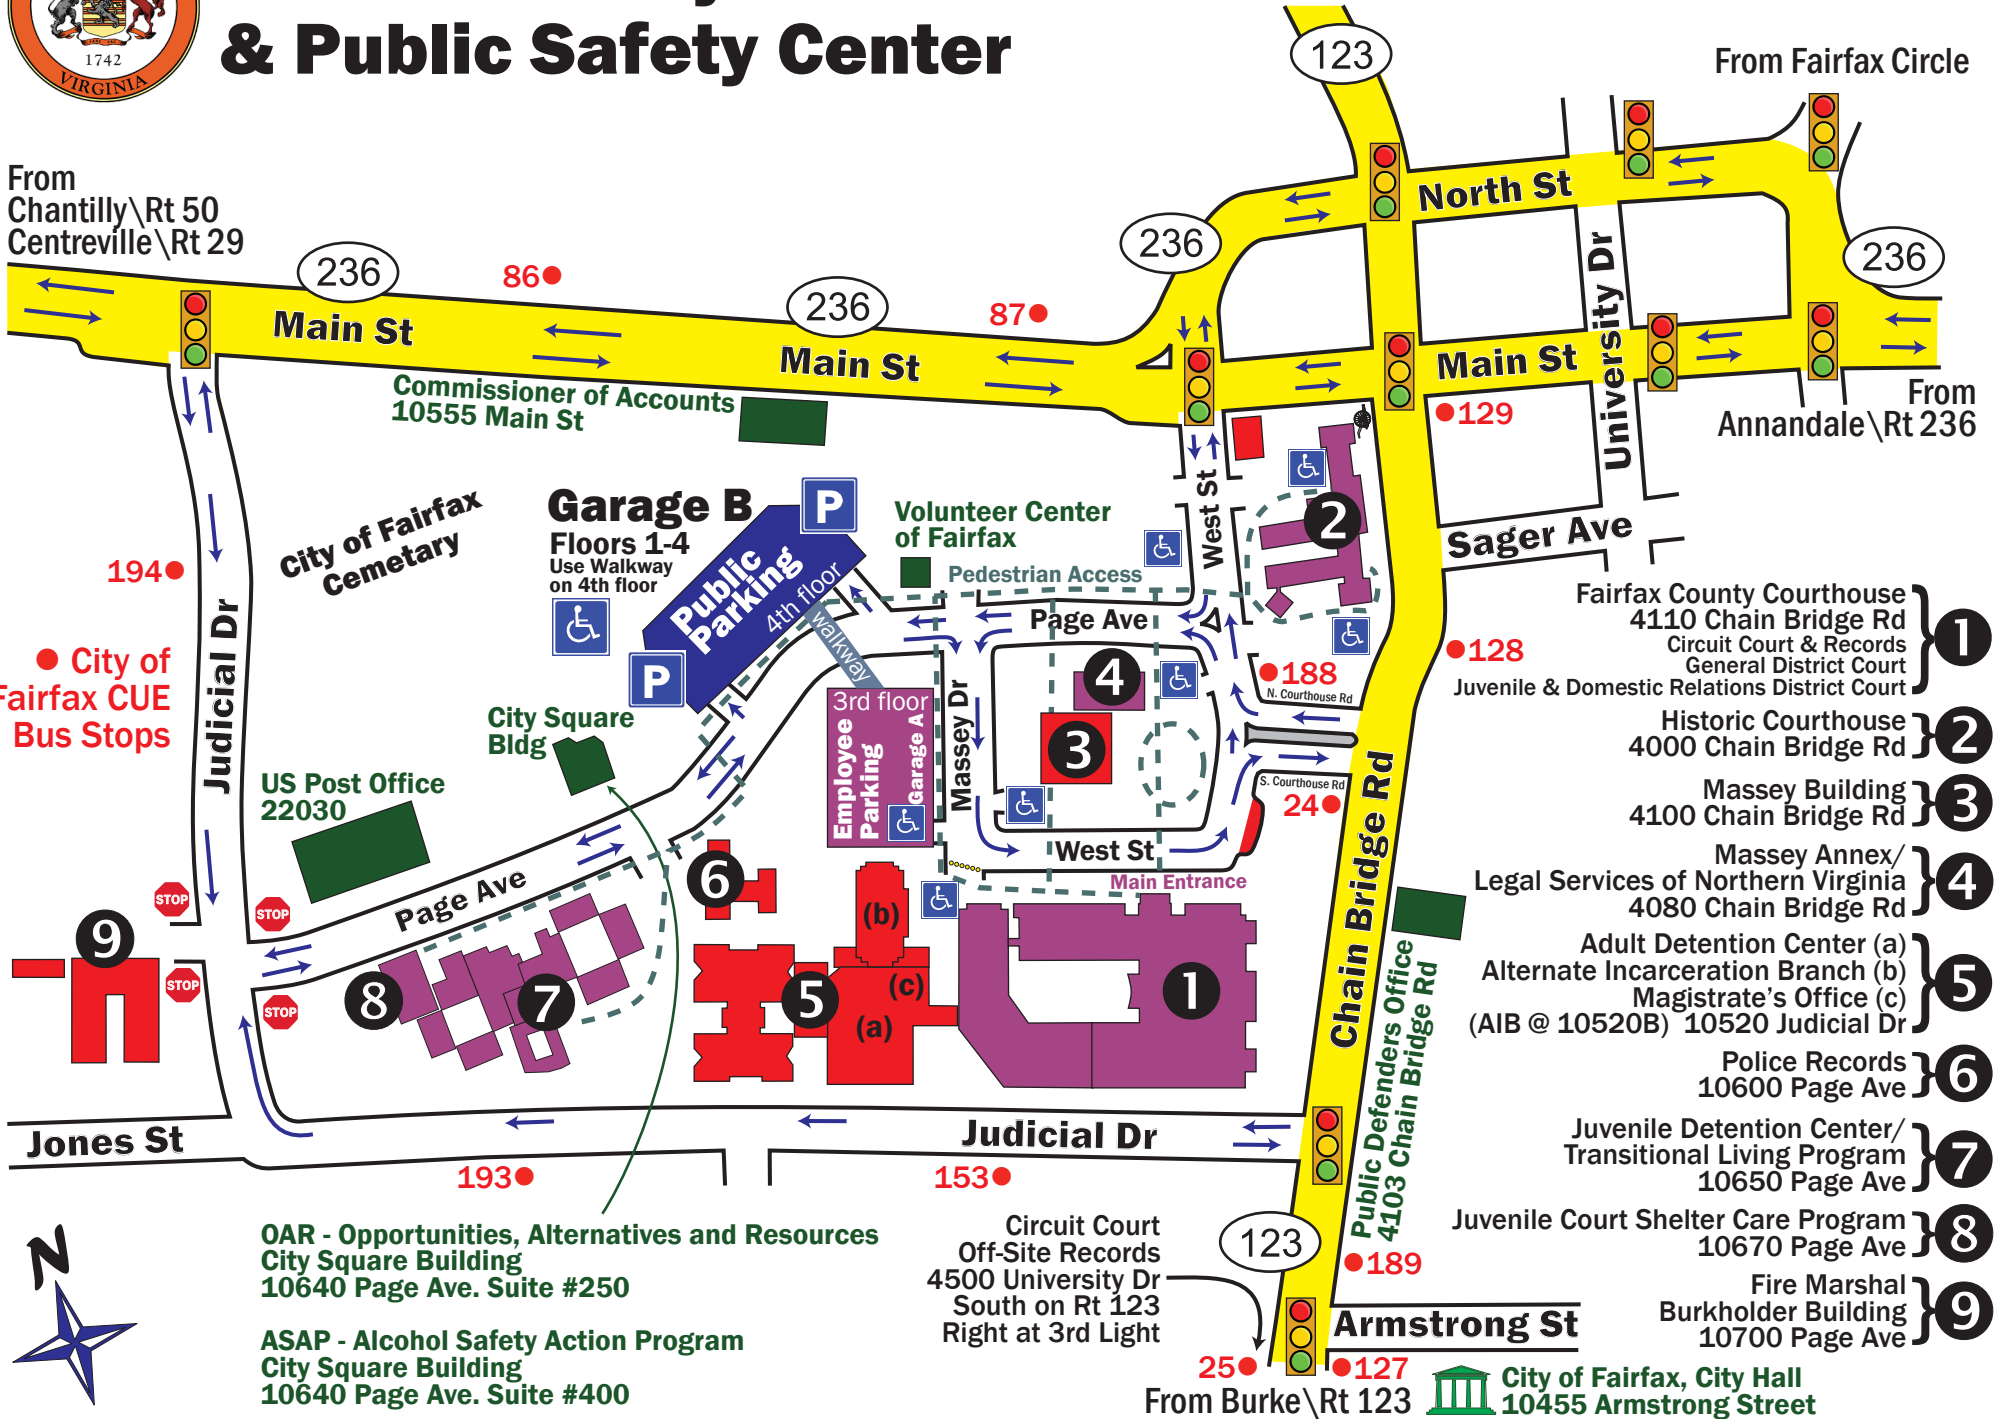 1742
VIRGINIA
& Public Safety Center
123
From Fairfax Circle
From
Chantilly\Rt 50
Centreville\Rt 29
North St
236
236
236
236
86
87
Main St
Main St
Main St
University Dr
From
Annandale\Rt 236
129
Commissioner of Accounts
10555 Main St
City of Fairfax
Cemetary
Garage B
Floors 1-4
Use Walkway
on 4th floor
P
Public
Parking
4th floor
P
walkway
Volunteer Center
of Fairfax
Pedestrian Access
West St
2
Sager Ave
194
City of
Fairfax CUE
Bus Stops
Judicial Dr
Page Ave
188
N. Courthouse Rd
128
4
3
3rd floor
Employee
Parking
Garage A
Massey Dr
S. Courthouse Rd
24
City Square
Bldg
US Post Office
22030
West St
Main Entrance
Page Ave
6
(b)
(c)
(a)
5
1
STOP
STOP
STOP
STOP
9
8
7
Chain Bridge Rd
Public Defenders Office
4103 Chain Bridge Rd
Jones St
Judicial Dr
193
153
123
189
Armstrong St
25
127
From Burke\Rt 123
City of Fairfax, City Hall
10455 Armstrong Street
N
OAR - Opportunities, Alternatives and Resources
City Square Building
10640 Page Ave. Suite #250
ASAP - Alcohol Safety Action Program
City Square Building
10640 Page Ave. Suite #400
Circuit Court
Off-Site Records
4500 University Dr
South on Rt 123
Right at 3rd Light
Fairfax County Courthouse
4110 Chain Bridge Rd
Circuit Court & Records
General District Court
Juvenile & Domestic Relations District Court
1
Historic Courthouse
4000 Chain Bridge Rd
2
Massey Building
4100 Chain Bridge Rd
3
Massey Annex/
Legal Services of Northern Virginia
4080 Chain Bridge Rd
4
Adult Detention Center (a)
Alternate Incarceration Branch (b)
Magistrate's Office (c)
(AIB @ 10520B) 10520 Judicial Dr
5
Police Records
10600 Page Ave
6
Juvenile Detention Center/
Transitional Living Program
10650 Page Ave
7
Juvenile Court Shelter Care Program
10670 Page Ave
8
Fire Marshal
Burkholder Building
10700 Page Ave
9